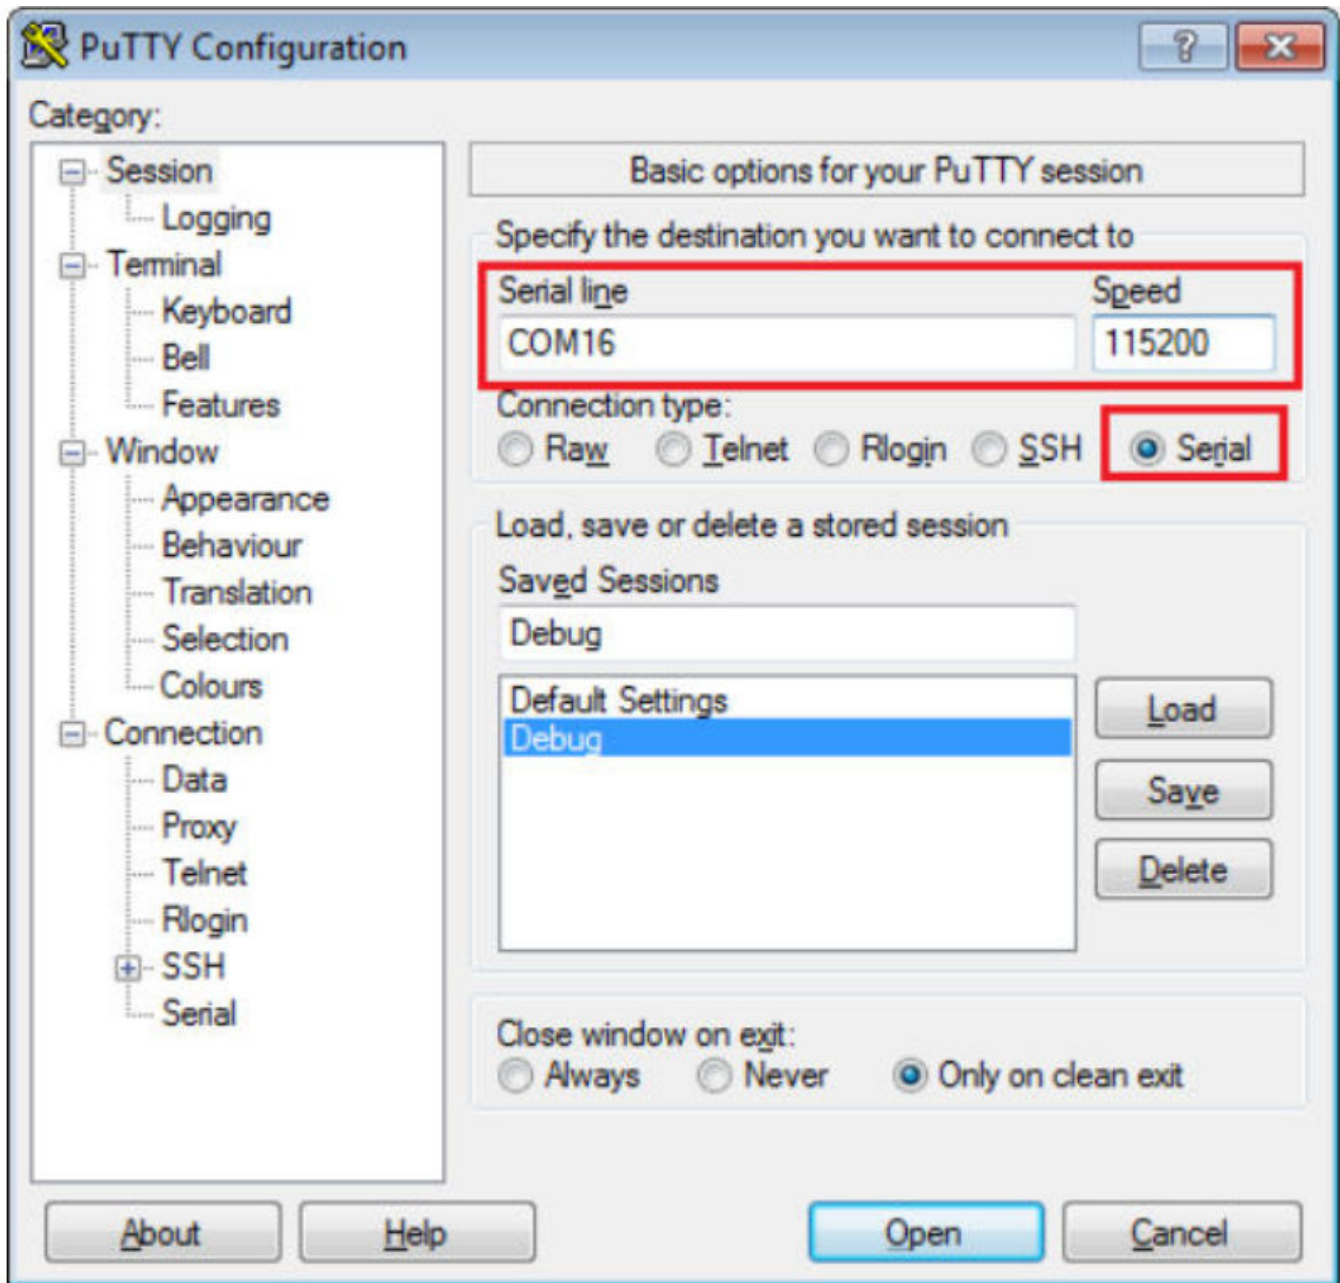 PuTTY Configuration
?
Category:
Session
Logging
Terminal
Keyboard
Bell
Features
Window
Appearance
Behaviour
Translation
Selection
Colours
Connection
Data
Proxy
Telnet
Rlogin
SSH
Serial
Basic options for your PuTTY session
Specify the destination you want to connect to
Serial line Speed
COM16 115200
Connection type:
Raw Telnet Rlogin SSH Serial
Load, save or delete a stored session
Saved Sessions
Debug
Default Settings
Debug
Load
Save
Delete
Close window on exit:
Always Never Only on clean exit
About Help Open Cancel